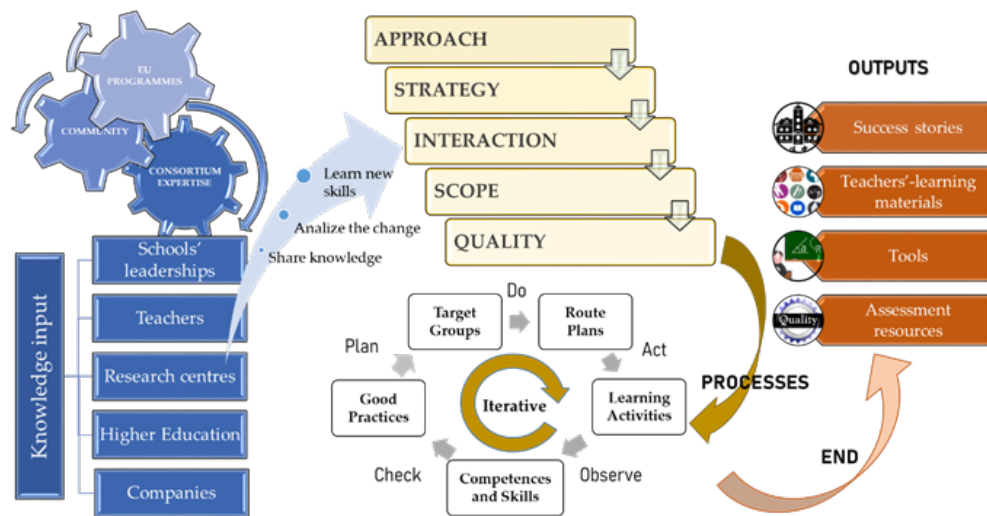 EU
PROGRAMMES
COMMUNITY
CONSORTIUM
EXPERTISE
Knowledge input
Schools'
leaderships
Teachers
Research centres
Higher Education
Companies
Learn new
skills
Analize the change
Share knowledge
APPROACH
STRATEGY
INTERACTION
SCOPE
QUALITY
Do
Target
Groups
Route
Plans
Plan
Act
Good
Practices
Iterative
Learning
Activities
Check
Competences
and Skills
Observe
PROCESSES
END
OUTPUTS
Success stories
Teachers'-learning
materials
Tools
Quality
Assessment
resources